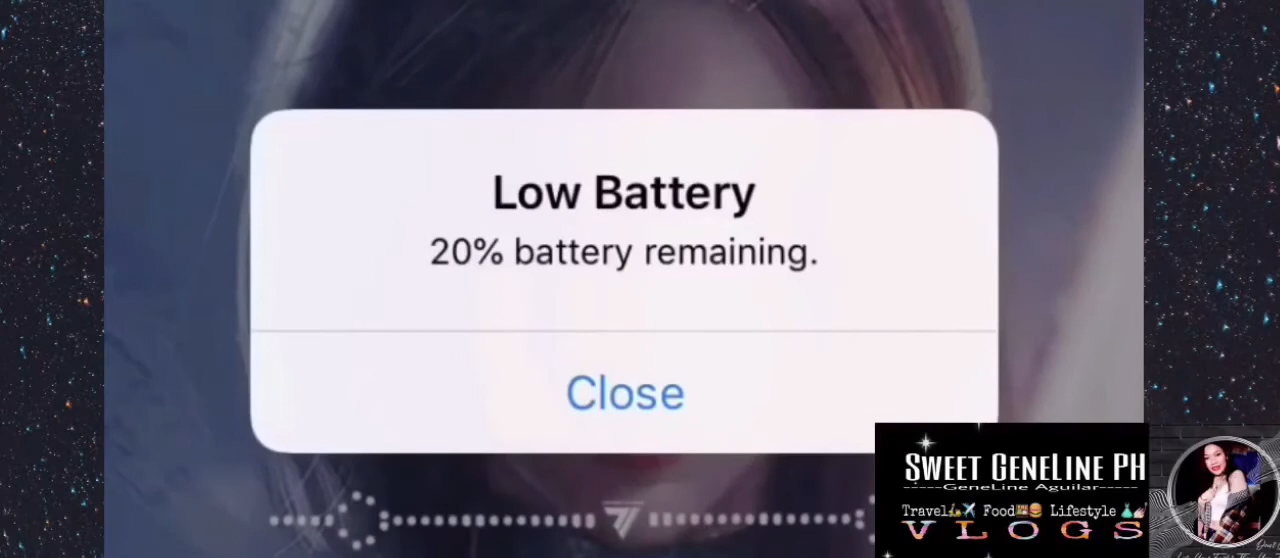 Low Battery
20% battery remaining.
Close
SWEET GENELINE PH
-----GeneLine Aguilar-----
Travel Food Lifestyle
VLOGS